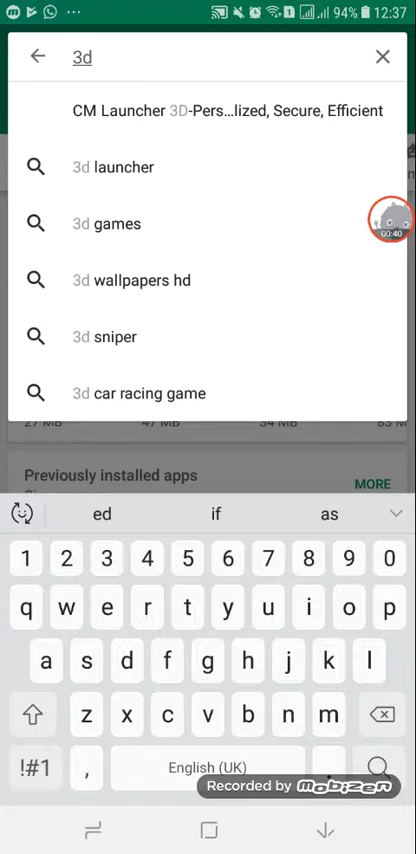 94% 12:37
3d
CM Launcher 3D-Pers...lized, Secure, Efficient
3d launcher
3d games
00:40
3d wallpapers hd
3d sniper
3d car racing game
27 MB 47 MB 34 MB 83 M
Previously installed apps
MORE
ed if as
1 2 3 4 5 6 7 8 9 0
q w e r t y u i o p
a s d f g h j k l
z x c v b n m
!#1 , English (UK) .
Recorded by mobizen